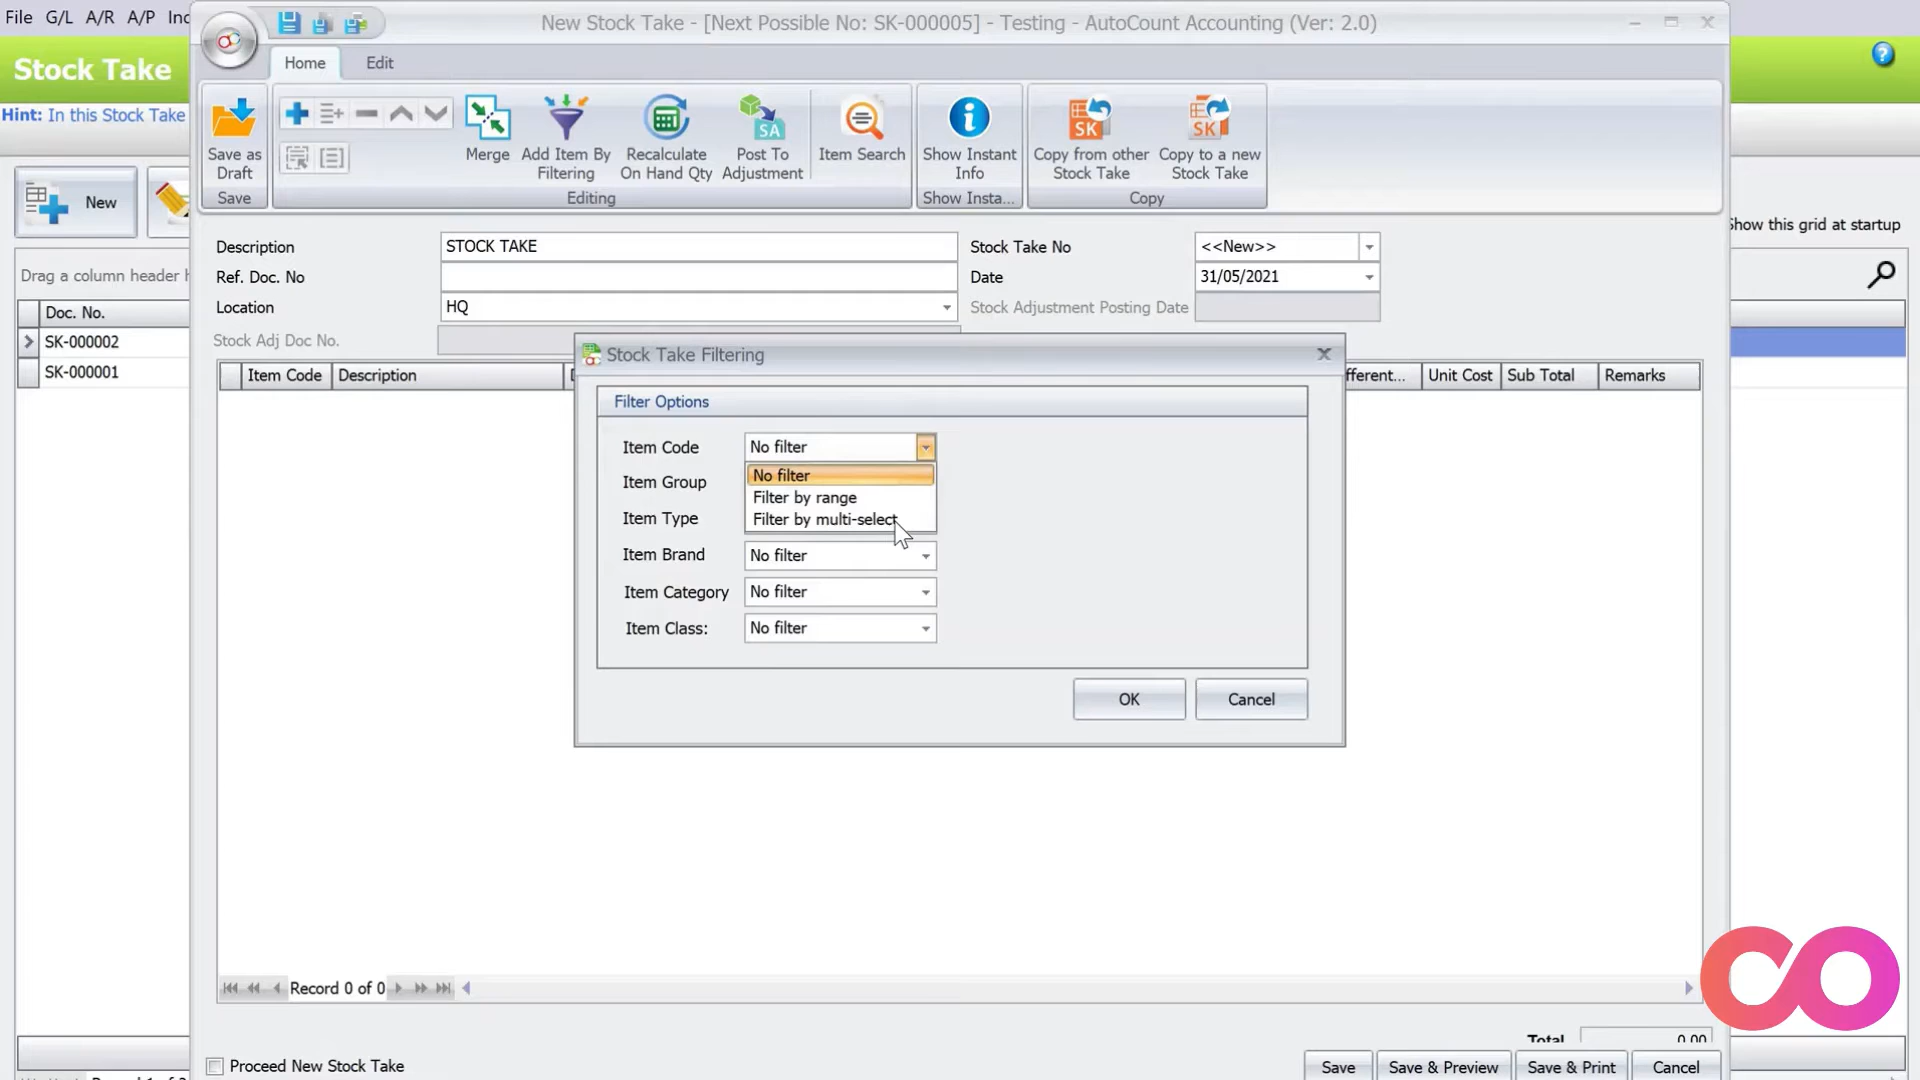 File G/L A/R A/P
New Stock Take - [Next Possible No: SK-000005] - Testing - AutoCount Accounting (Ver: 2.0)
Stock Take
Home Edit
Hint: In this Stock Take
Save as Draft
Merge
Add Item By Filtering
Recalculate On Hand Qty
Post To Adjustment
SA
Item Search
Show Instant Info
SK
Copy from other Stock Take
SK
Copy to a new Stock Take
Save Editing Show Insta... Copy
New
Show this grid at startup
Description STOCK TAKE Stock Take No <<New>>
Ref. Doc. No Date 31/05/2021
Location HQ Stock Adjustment Posting Date
Stock Adj Doc No.
Drag a column header
Doc. No.
SK-000002
SK-000001
Item Code Description Unit Cost Sub Total Remarks
Stock Take Filtering
Filter Options
Item Code No filter
No filter
Item Group
Filter by range
Item Type
Filter by multi-select
Item Brand No filter
Item Category No filter
Item Class: No filter
OK Cancel
Record 0 of 0
Total 0.00
Proceed New Stock Take
Save Save & Preview Save & Print Cancel